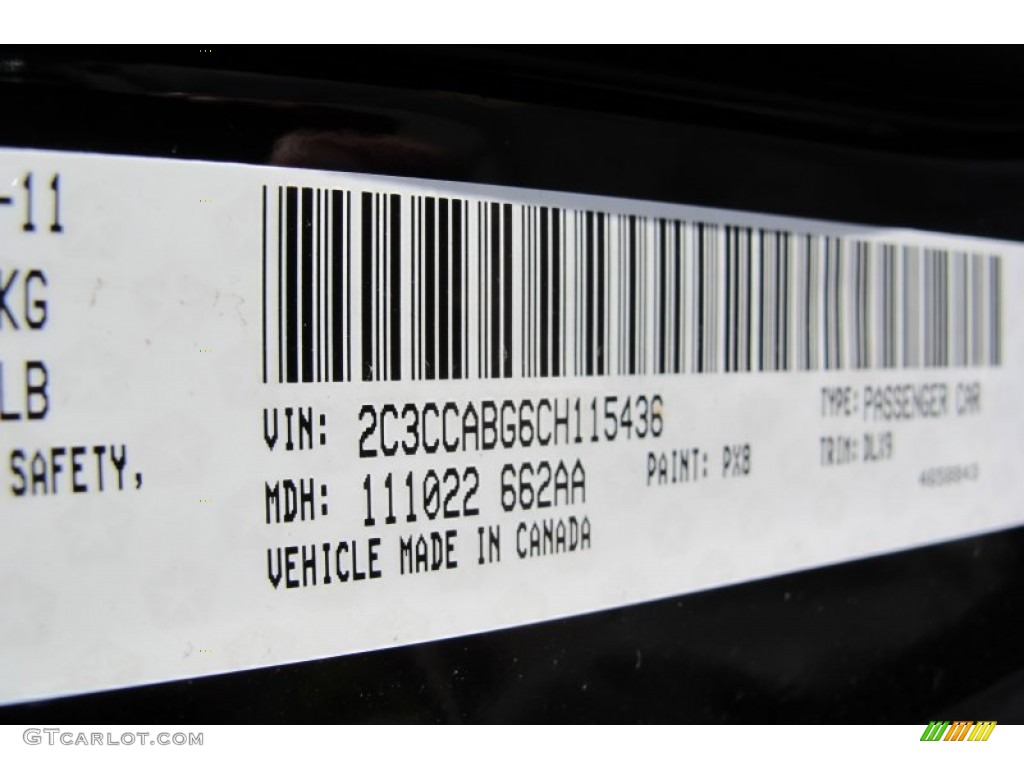 -11
KG
LB
SAFETY,
VIN: 2C3CCABG6CH115436
TYPE: PASSENGER CAR
MDH: 111022 662AA
PAINT: PX8
TRIM: DLX9
VEHICLE MADE IN CANADA
GTCARLOT.COM